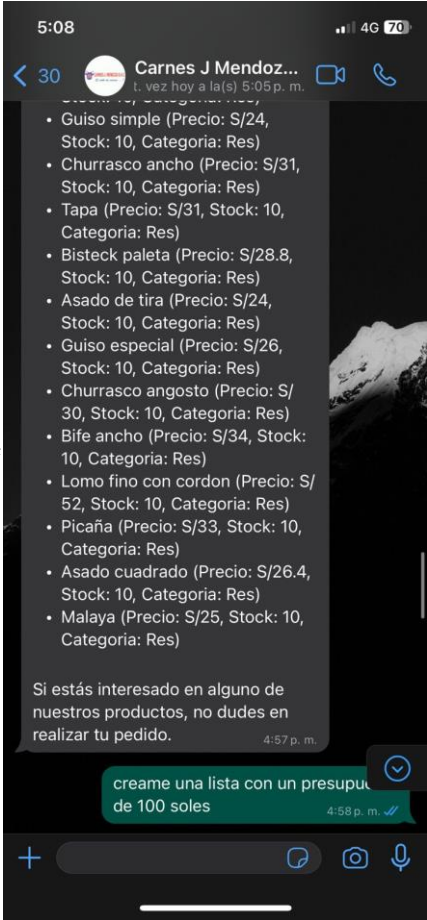 5:08
4G 70
30
Carnes J Mendoz...
t. vez hoy a la(s) 5:05 p. m.
Stock: 10, Categoria: Res)
• Guiso simple (Precio: S/24,
Stock: 10, Categoria: Res)
• Churrasco ancho (Precio: S/31,
Stock: 10, Categoria: Res)
• Tapa (Precio: S/31, Stock: 10,
Categoria: Res)
• Bisteck paleta (Precio: S/28.8,
Stock: 10, Categoria: Res)
• Asado de tira (Precio: S/24,
Stock: 10, Categoria: Res)
• Guiso especial (Precio: S/26,
Stock: 10, Categoria: Res)
• Churrasco angosto (Precio: S/
30, Stock: 10, Categoria: Res)
• Bife ancho (Precio: S/34, Stock:
10, Categoria: Res)
• Lomo fino con cordon (Precio: S/
52, Stock: 10, Categoria: Res)
• Picaña (Precio: S/33, Stock: 10,
Categoria: Res)
• Asado cuadrado (Precio: S/26.4,
Stock: 10, Categoria: Res)
• Malaya (Precio: S/25, Stock: 10,
Categoria: Res)
Si estás interesado en alguno de
nuestros productos, no dudes en
realizar tu pedido.
4:57 p. m.
creame una lista con un presupu
de 100 soles
4:58 p. m.